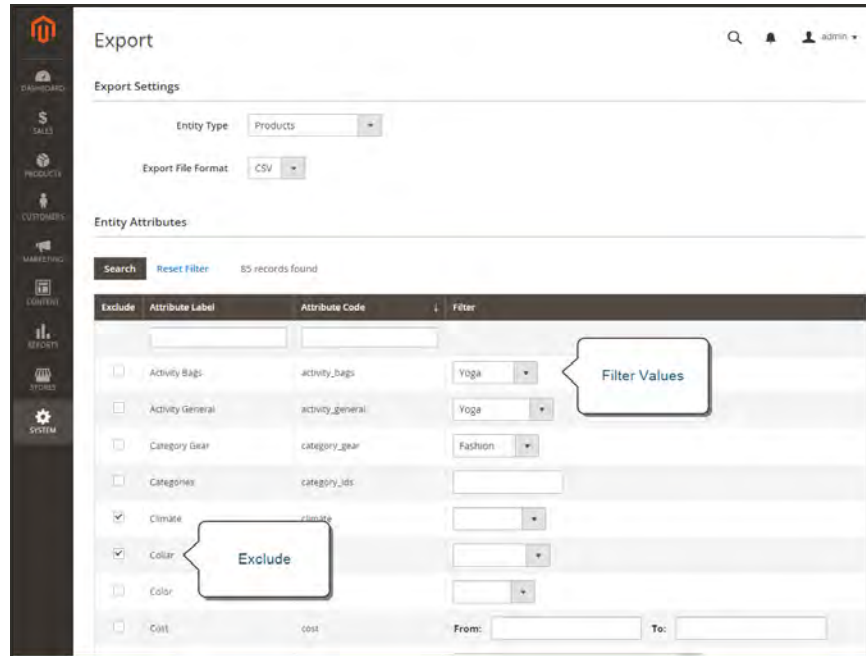 Export
admin
DASHBOARD
$
SALES
PRODUCTS
CUSTOMERS
MARKETING
CONTENT
REPORTS
STORES
SYSTEM
Export Settings
Entity Type Products
Export File Format CSV
Entity Attributes
Search Reset Filter 85 records found
Exclude Attribute Label Attribute Code ↓ Filter
Activity Bags activity_bags Yoga
Filter Values
Activity General activity_general Yoga
Category Gear category_gear Fashion
Categories category_ids
Climate climate
Collar
Exclude
Color
Cost cost From: To: